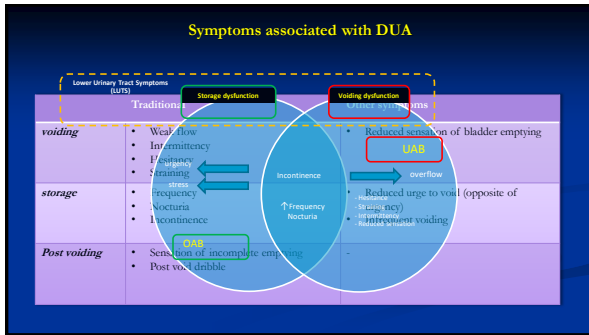 Symptoms associated with DUA
Lower Urinary Tract Symptoms
(LUTS)
Storage dysfunction
Voiding dysfunction
Traditional
Other symptoms
voiding
• Weak flow
• Intermittency
• Hesitancy
• Straining
• Reduced sensation of bladder emptying
UAB
urgency
stress
Incontinence
overflow
storage
• Frequency
• Nocturia
• Incontinence
↑Frequency
Nocturia
• Reduced urge to void (opposite of
urgency)
• Infrequent voiding
- Hesitance
- Straining
- Intermittency
- Reduced sensation
OAB
Post voiding
• Sensation of incomplete emptying
• Post void dribble
-